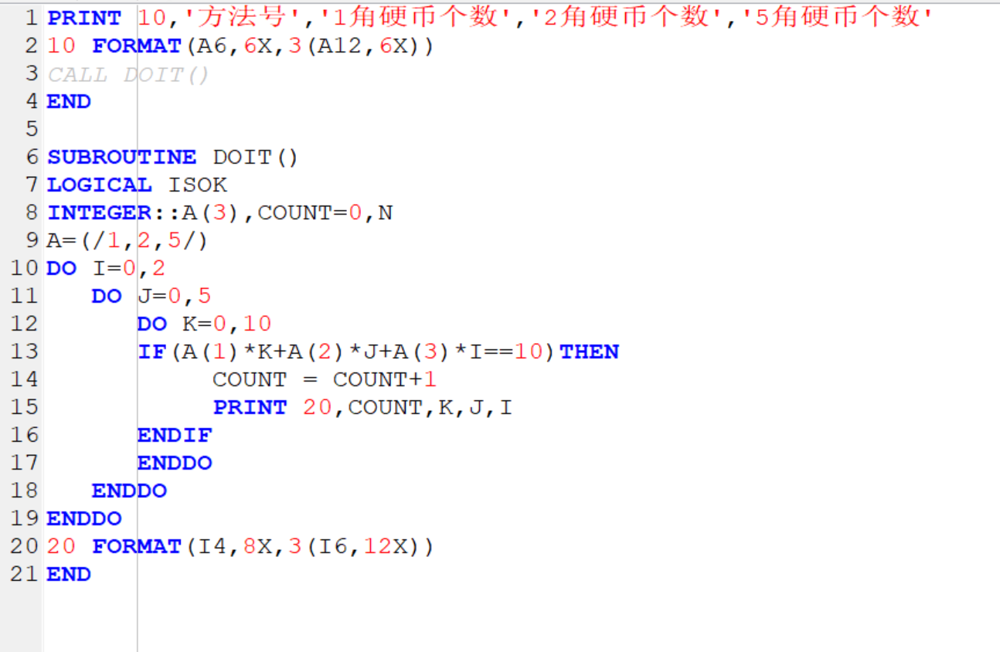 1 PRINT 10,'方法号','1角硬币个数','2角硬币个数','5角硬币个数'
2 10 FORMAT(A6,6X,3(A12,6X))
3 CALL DOIT()
4 END
5
6 SUBROUTINE DOIT()
7 LOGICAL ISOK
8 INTEGER::A(3),COUNT=0,N
9 A=(/1,2,5/)
10 DO I=0,2
11    DO J=0,5
12       DO K=0,10
13       IF(A(1)*K+A(2)*J+A(3)*I==10)THEN
14            COUNT = COUNT+1
15            PRINT 20,COUNT,K,J,I
16       ENDIF
17       ENDDO
18    ENDDO
19 ENDDO
20 20 FORMAT(I4,8X,3(I6,12X))
21 END